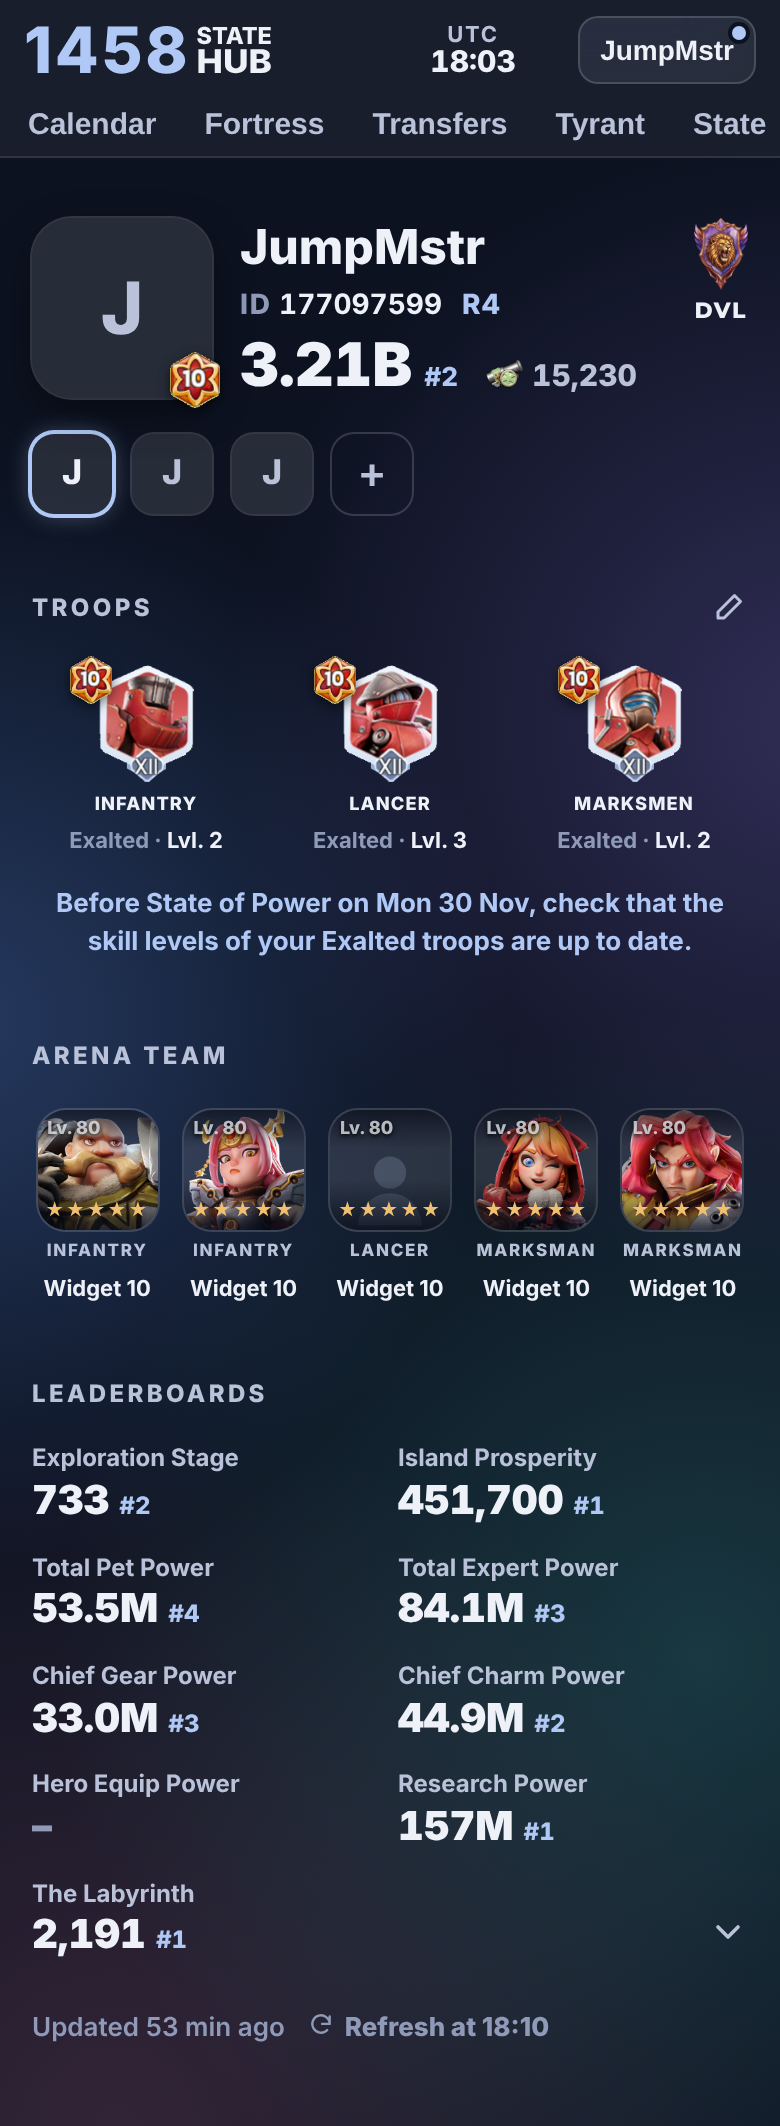 1458 STATE HUB
UTC
18:03
JumpMstr
Calendar Fortress Transfers Tyrant State
J
10
JumpMstr
ID 177097599 R4
3.21B #2 15,230
DVL
J J J +
TROOPS
10 10 10
XII XII XII
INFANTRY LANCER MARKSMEN
Exalted · Lvl. 2 Exalted · Lvl. 3 Exalted · Lvl. 2
Before State of Power on Mon 30 Nov, check that the
skill levels of your Exalted troops are up to date.
ARENA TEAM
Lv. 80 Lv. 80 Lv. 80 Lv. 80 Lv. 80
INFANTRY INFANTRY LANCER MARKSMAN MARKSMAN
Widget 10 Widget 10 Widget 10 Widget 10 Widget 10
LEADERBOARDS
Exploration Stage Island Prosperity
733 #2 451,700 #1
Total Pet Power Total Expert Power
53.5M #4 84.1M #3
Chief Gear Power Chief Charm Power
33.0M #3 44.9M #2
Hero Equip Power Research Power
– 157M #1
The Labyrinth
2,191 #1
Updated 53 min ago Refresh at 18:10